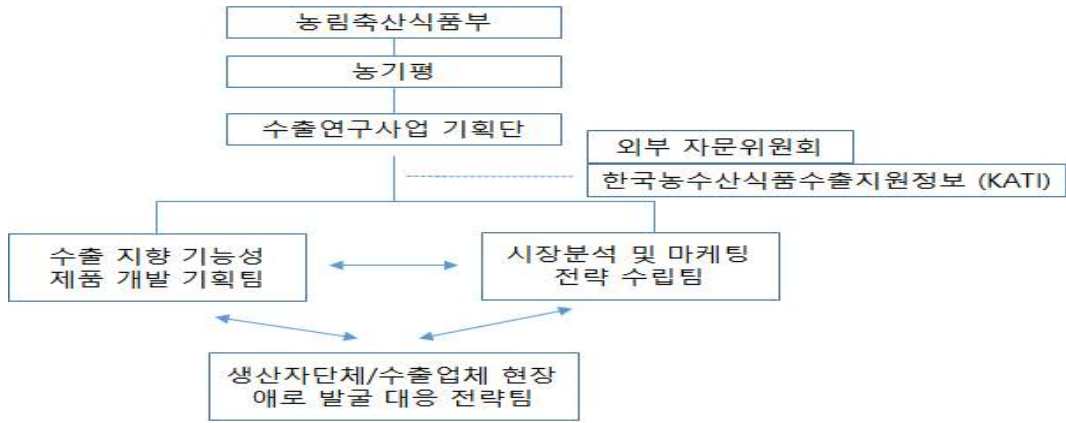 농림축산식품부
농기평
수출연구사업 기획단
외부 자문위원회
한국농수산식품수출지원정보 (KATI)
수출 지향 기능성
제품 개발 기획팀
시장분석 및 마케팅
전략 수립팀
생산자단체/수출업체 현장
애로 발굴 대응 전략팀